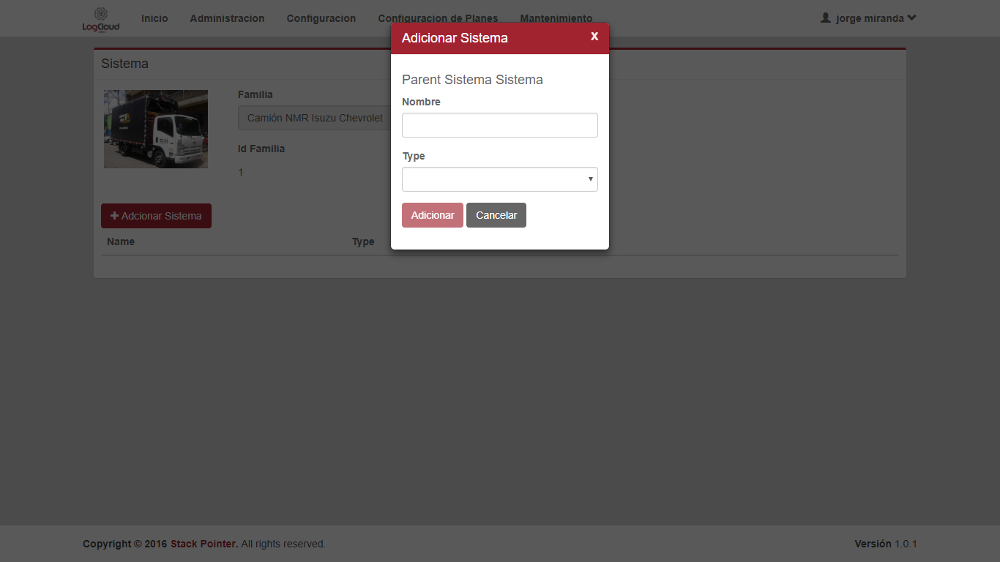 LogCloud
Inicio Administracion Configuracion Configuracion de Planes Mantenimiento jorge miranda
Adicionar Sistema X
Sistema
Parent Sistema Sistema
Familia
Nombre
Camión NMR Isuzu Chevrolet
Id Familia
Type
1
Adicionar Cancelar
Adcionar Sistema
Name Type
Copyright © 2016 Stack Pointer. All rights reserved. Versión 1.0.1